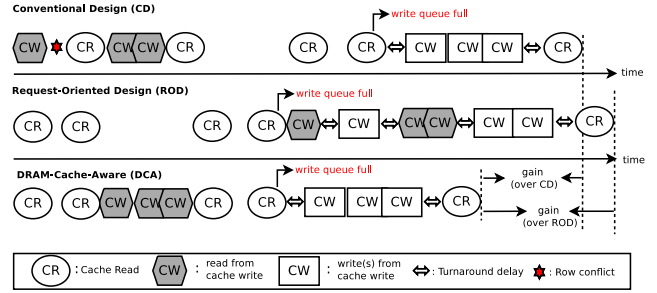 Conventional Design (CD)
write queue full
CW CR CW CW CR CR CR CW CW CW CR
time
Request-Oriented Design (ROD)
write queue full
CR CR CR CR CW CW CW CW CW CW CR
time
DRAM-Cache-Aware (DCA)
write queue full
gain
(over CD)
CR CR CW CW CW CR CR CW CW CW CR
gain
(over ROD)
CR : Cache Read CW : read from cache write CW : write(s) from cache write : Turnaround delay : Row conflict